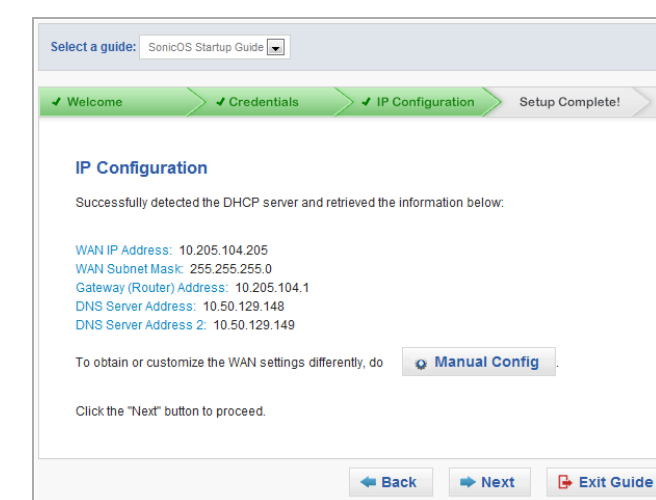 Select a guide: SonicOS Startup Guide
Welcome Credentials IP Configuration Setup Complete!
IP Configuration
Successfully detected the DHCP server and retrieved the information below:
WAN IP Address: 10.205.104.205
WAN Subnet Mask: 255.255.255.0
Gateway (Router) Address: 10.205.104.1
DNS Server Address: 10.50.129.148
DNS Server Address 2: 10.50.129.149
To obtain or customize the WAN settings differently, do Manual Config.
Click the "Next" button to proceed.
Back Next Exit Guide